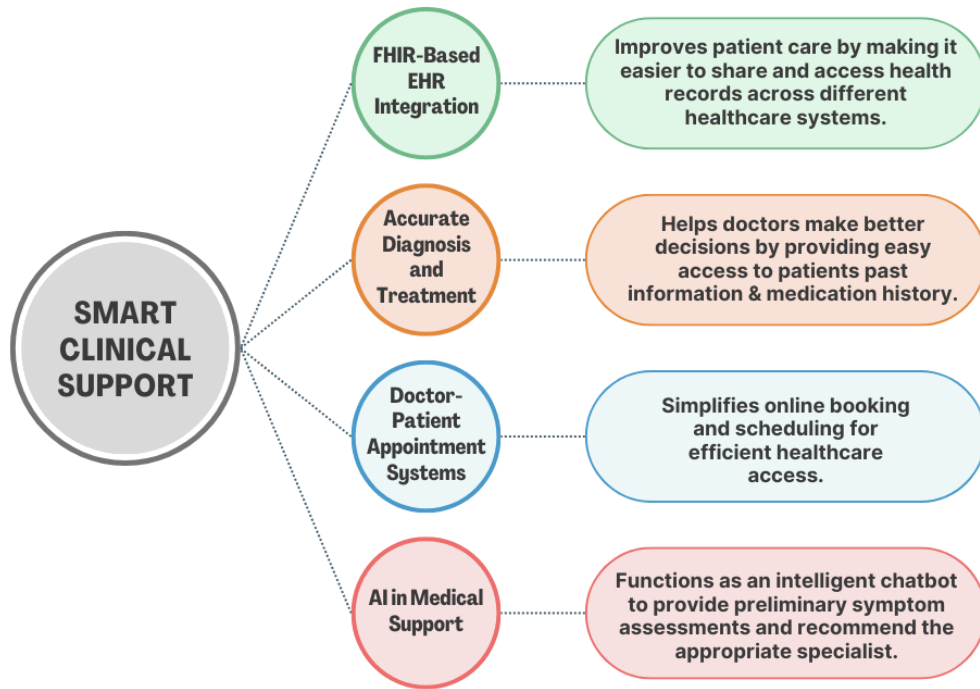 SMART
CLINICAL
SUPPORT
FHIR-Based
EHR
Integration
Improves patient care by making it
easier to share and access health
records across different
healthcare systems.
Accurate
Diagnosis
and
Treatment
Helps doctors make better
decisions by providing easy
access to patients past
information & medication history.
Doctor-
Patient
Appointment
Systems
Simplifies online booking
and scheduling for
efficient healthcare
access.
AI in Medical
Support
Functions as an intelligent chatbot
to provide preliminary symptom
assessments and recommend the
appropriate specialist.